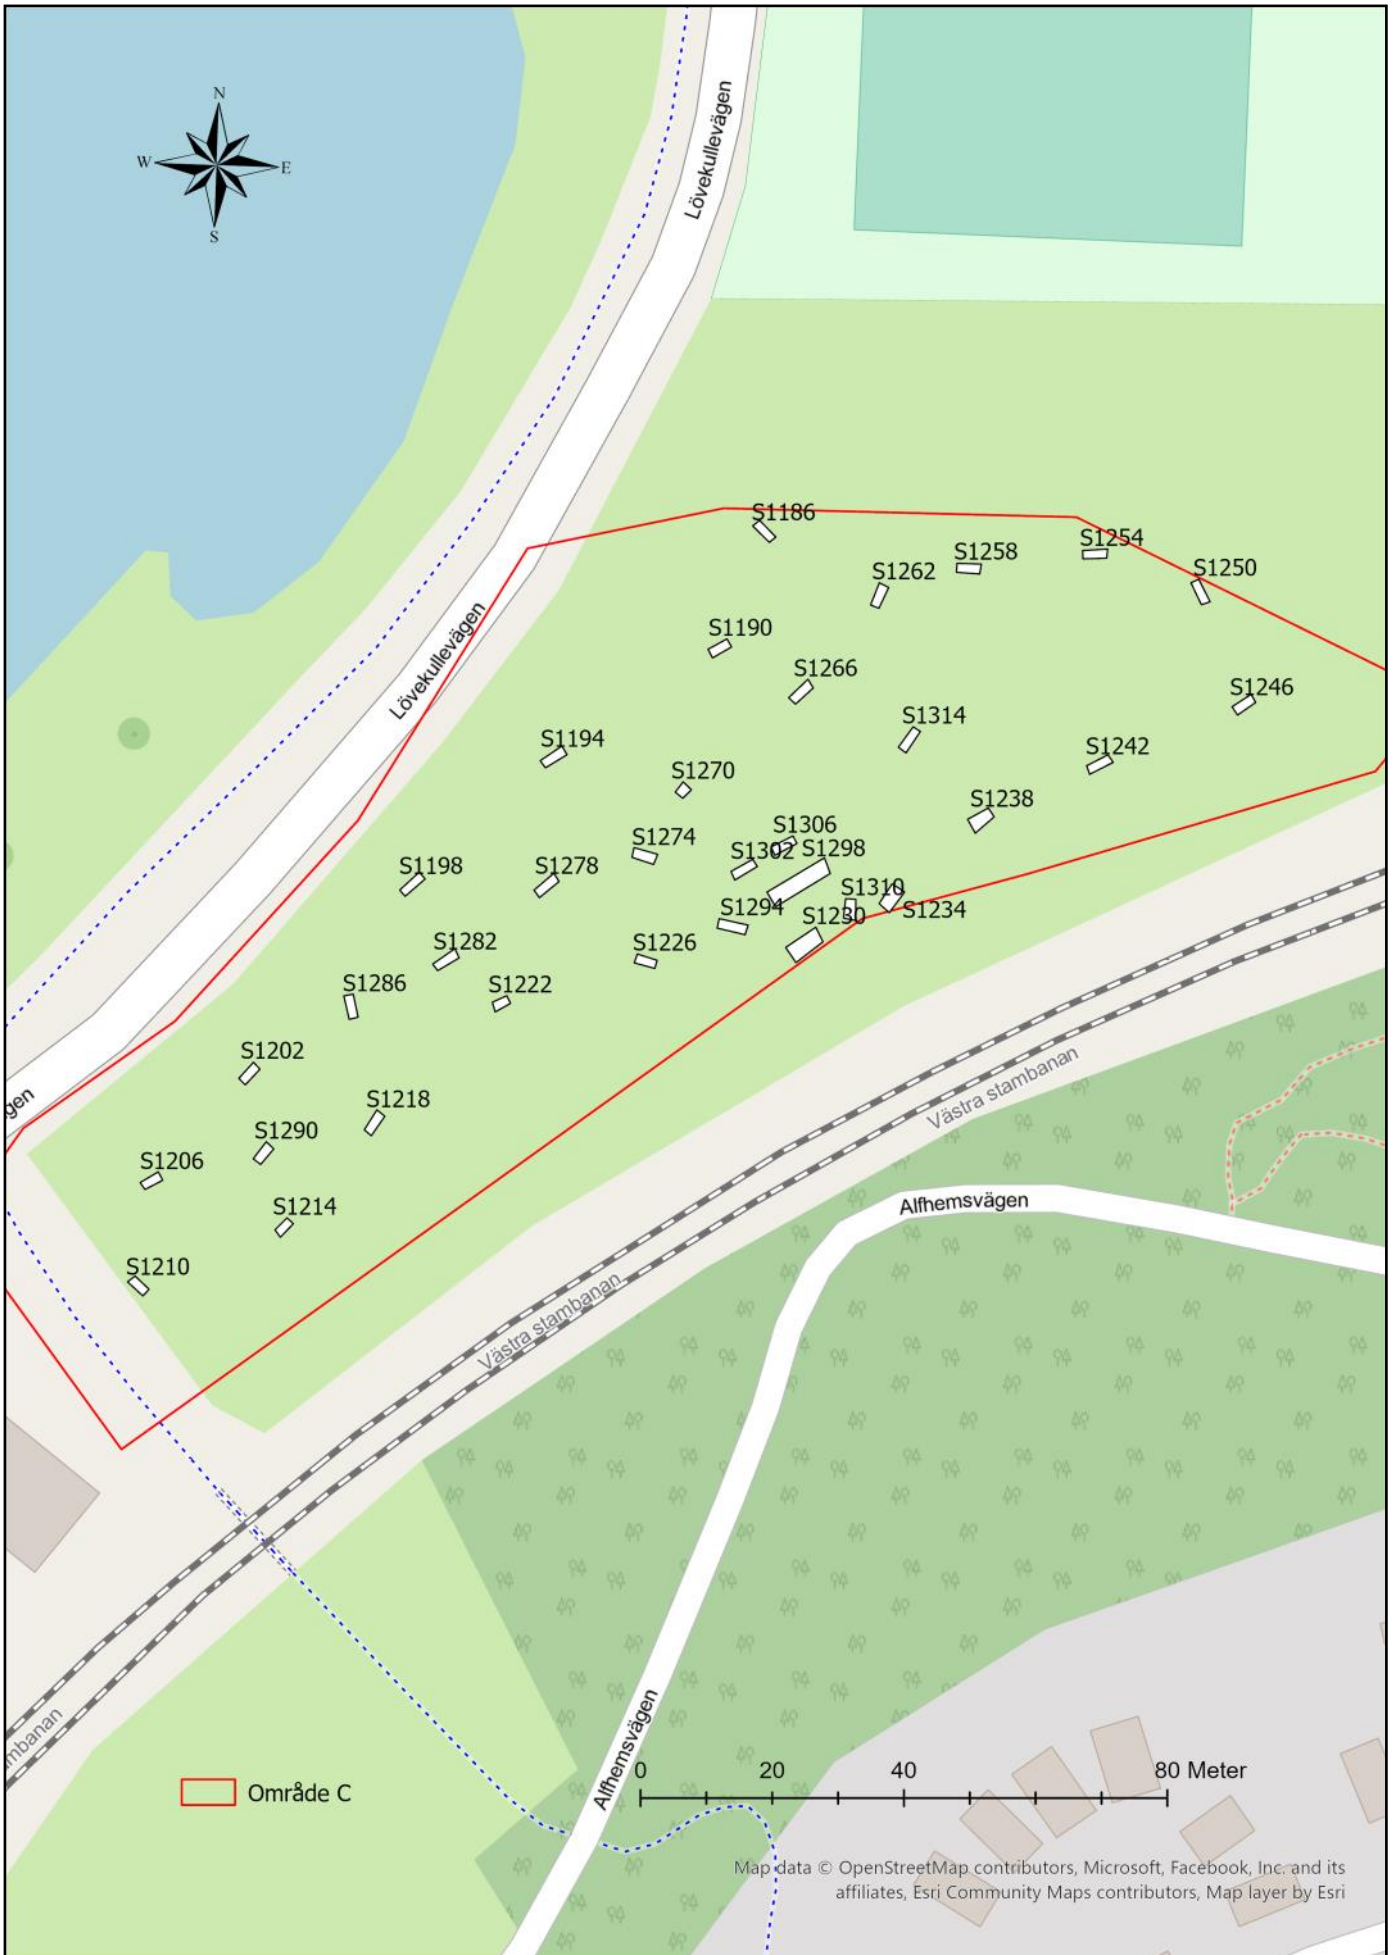 N
W
E
S
Lövekullevägen
S1186
S1254
S1258
S1250
S1262
S1190
Lövekullevägen
S1266
S1246
S1314
S1194
S1242
S1270
S1238
S1306
S1274
S1302
S1298
S1198
S1278
S1310
S1294
S1234
S1230
S1282
S1226
S1286
S1222
S1202
gen
S1218
Västra stambanan
S1290
S1206
Alfhemsvägen
S1214
S1210
Västra stambanan
mbanan
Alfhemsvägen
0 20 40 80 Meter
Område C
Map data © OpenStreetMap contributors, Microsoft, Facebook, Inc. and its
affiliates, Esri Community Maps contributors, Map layer by Esri